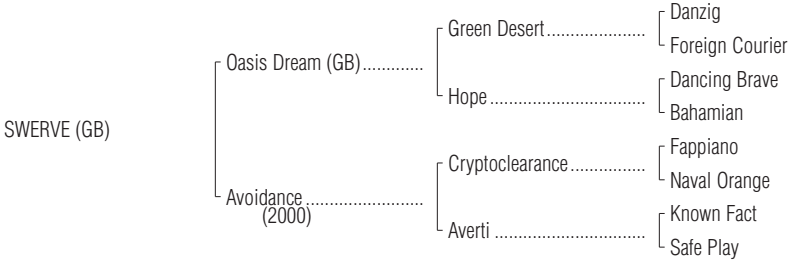 Danzig
Green Desert......................
Foreign Courier
Oasis Dream (GB).............
Dancing Brave
Hope.................................
Bahamian
SWERVE (GB)
Fappiano
Cryptoclearance................
Naval Orange
Avoidance .........................
(2000)
Known Fact
Averti ................................
Safe Play